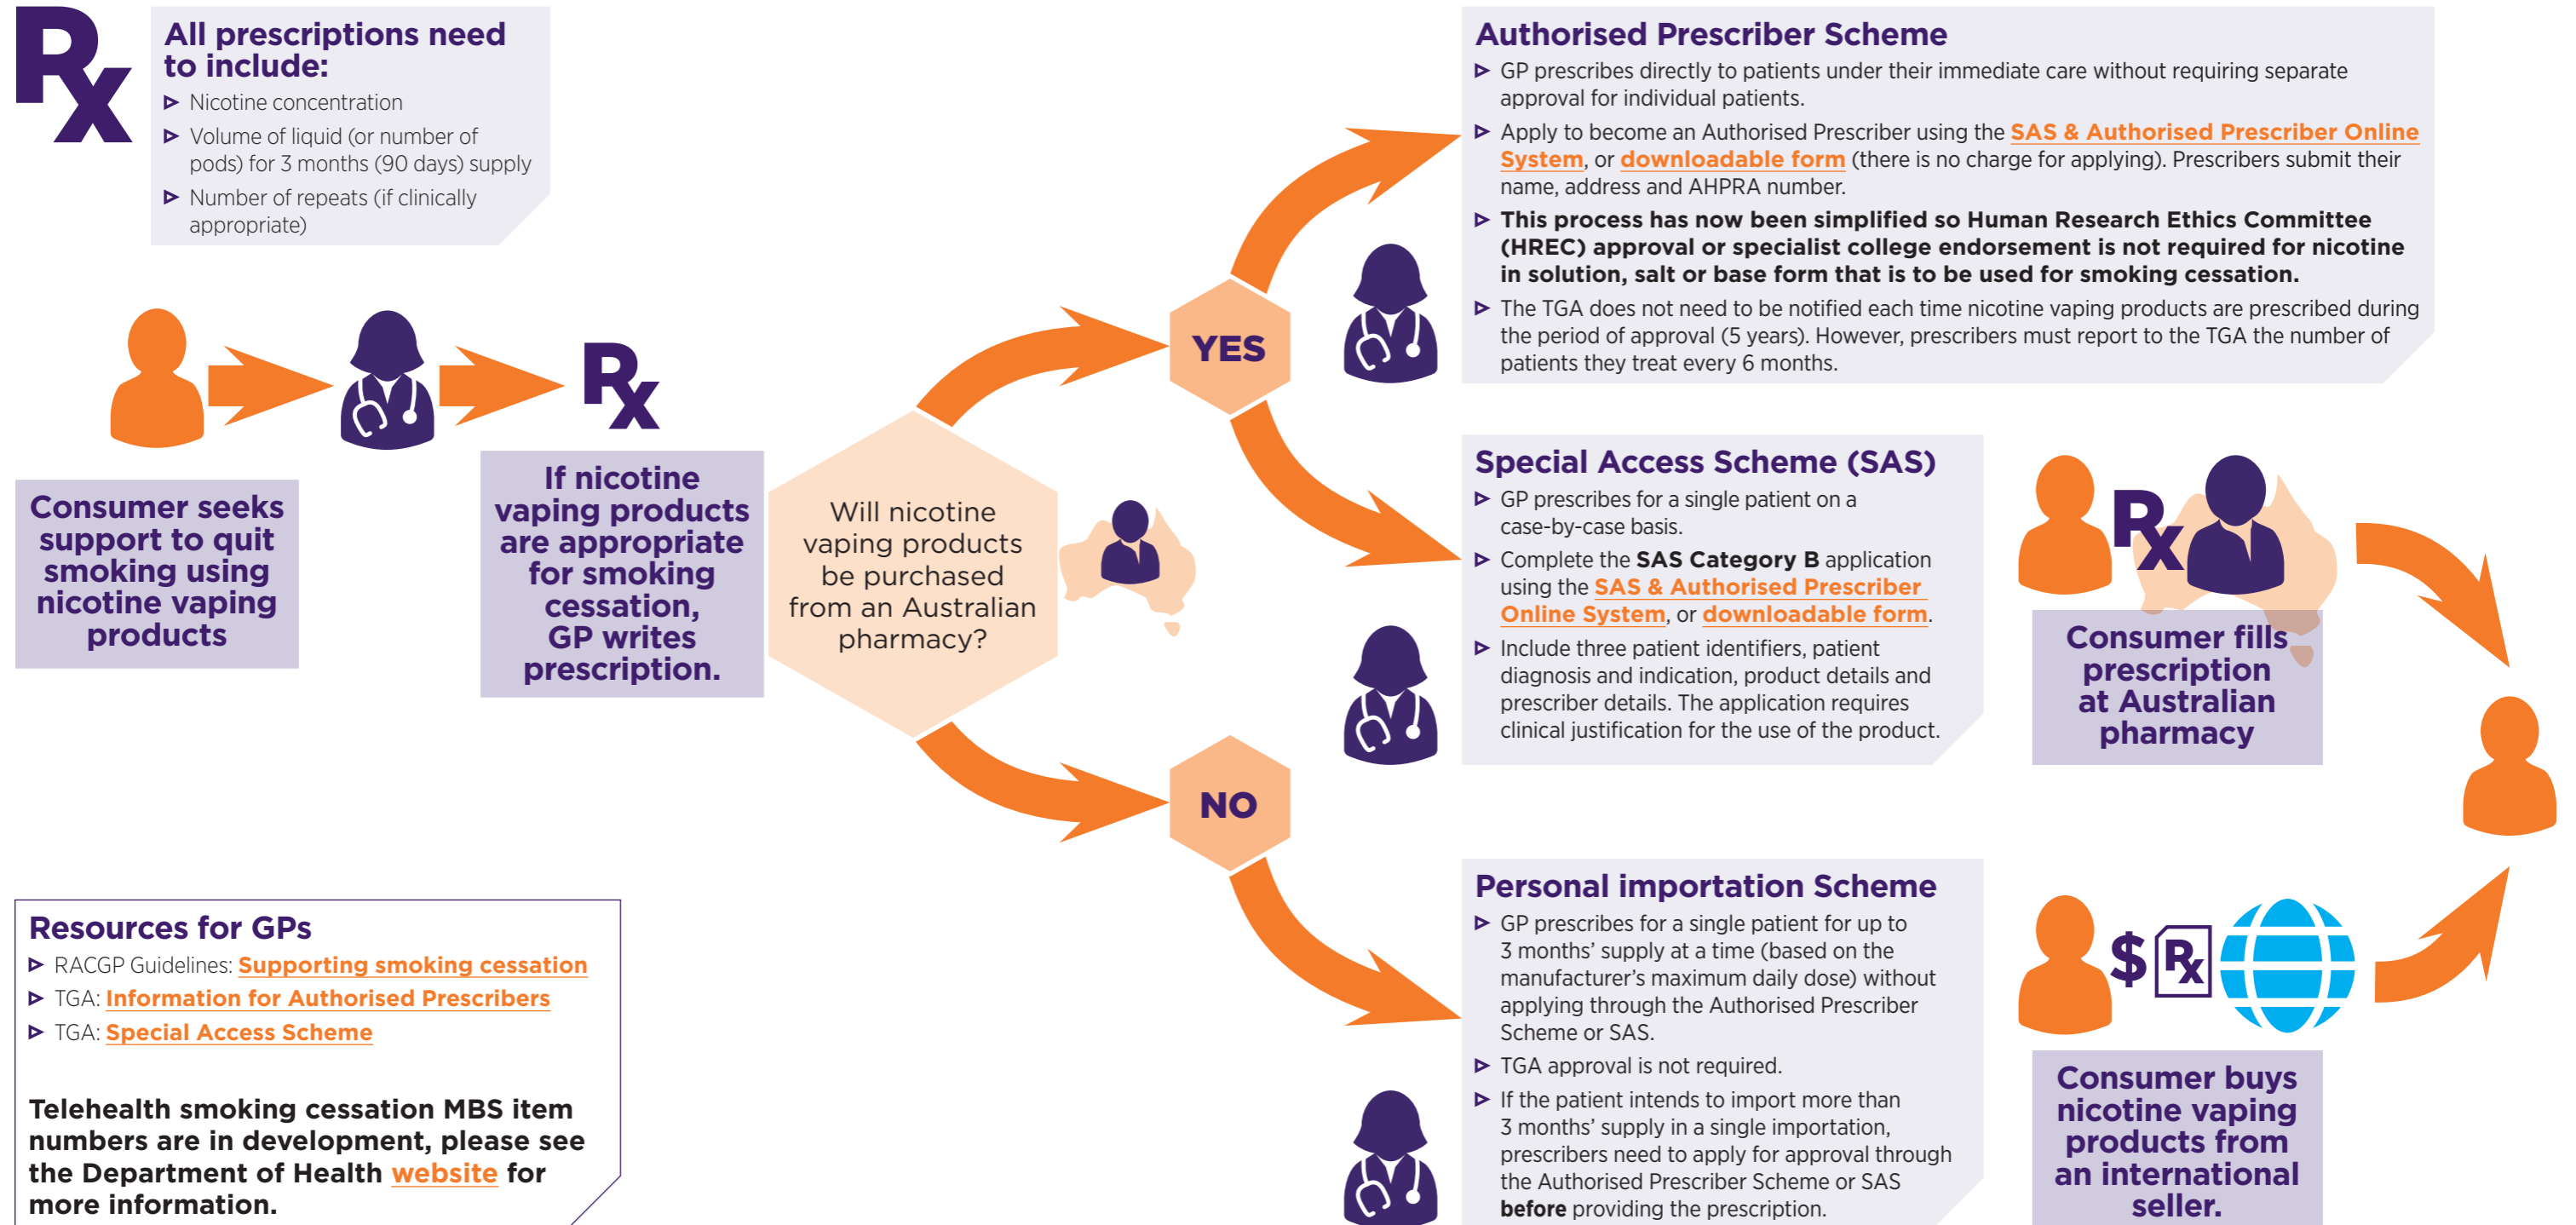 Rx
All prescriptions need
to include:
Nicotine concentration
Volume of liquid (or number of
pods) for 3 months (90 days) supply
Number of repeats (if clinically
appropriate)
Rx
Consumer seeks
support to quit
smoking using
nicotine vaping
products
If nicotine
vaping products
are appropriate
for smoking
cessation,
GP writes
prescription.
Will nicotine
vaping products
be purchased
from an Australian
pharmacy?
YES
NO
Authorised Prescriber Scheme
GP prescribes directly to patients under their immediate care without requiring separate
approval for individual patients.
Apply to become an Authorised Prescriber using the SAS & Authorised Prescriber Online
System, or downloadable form (there is no charge for applying). Prescribers submit their
name, address and AHPRA number.
This process has now been simplified so Human Research Ethics Committee
(HREC) approval or specialist college endorsement is not required for nicotine
in solution, salt or base form that is to be used for smoking cessation.
The TGA does not need to be notified each time nicotine vaping products are prescribed during
the period of approval (5 years). However, prescribers must report to the TGA the number of
patients they treat every 6 months.
Special Access Scheme (SAS)
GP prescribes for a single patient on a
case-by-case basis.
Complete the SAS Category B application
using the SAS & Authorised Prescriber
Online System, or downloadable form.
Include three patient identifiers, patient
diagnosis and indication, product details and
prescriber details. The application requires
clinical justification for the use of the product.
Rx
Consumer fills
prescription
at Australian
pharmacy
Personal importation Scheme
GP prescribes for a single patient for up to
3 months' supply at a time (based on the
manufacturer's maximum daily dose) without
applying through the Authorised Prescriber
Scheme or SAS.
TGA approval is not required.
If the patient intends to import more than
3 months' supply in a single importation,
prescribers need to apply for approval through
the Authorised Prescriber Scheme or SAS
before providing the prescription.
$ Rx
Consumer buys
nicotine vaping
products from
an international
seller.
Resources for GPs
RACGP Guidelines: Supporting smoking cessation
TGA: Information for Authorised Prescribers
TGA: Special Access Scheme
Telehealth smoking cessation MBS item
numbers are in development, please see
the Department of Health website for
more information.